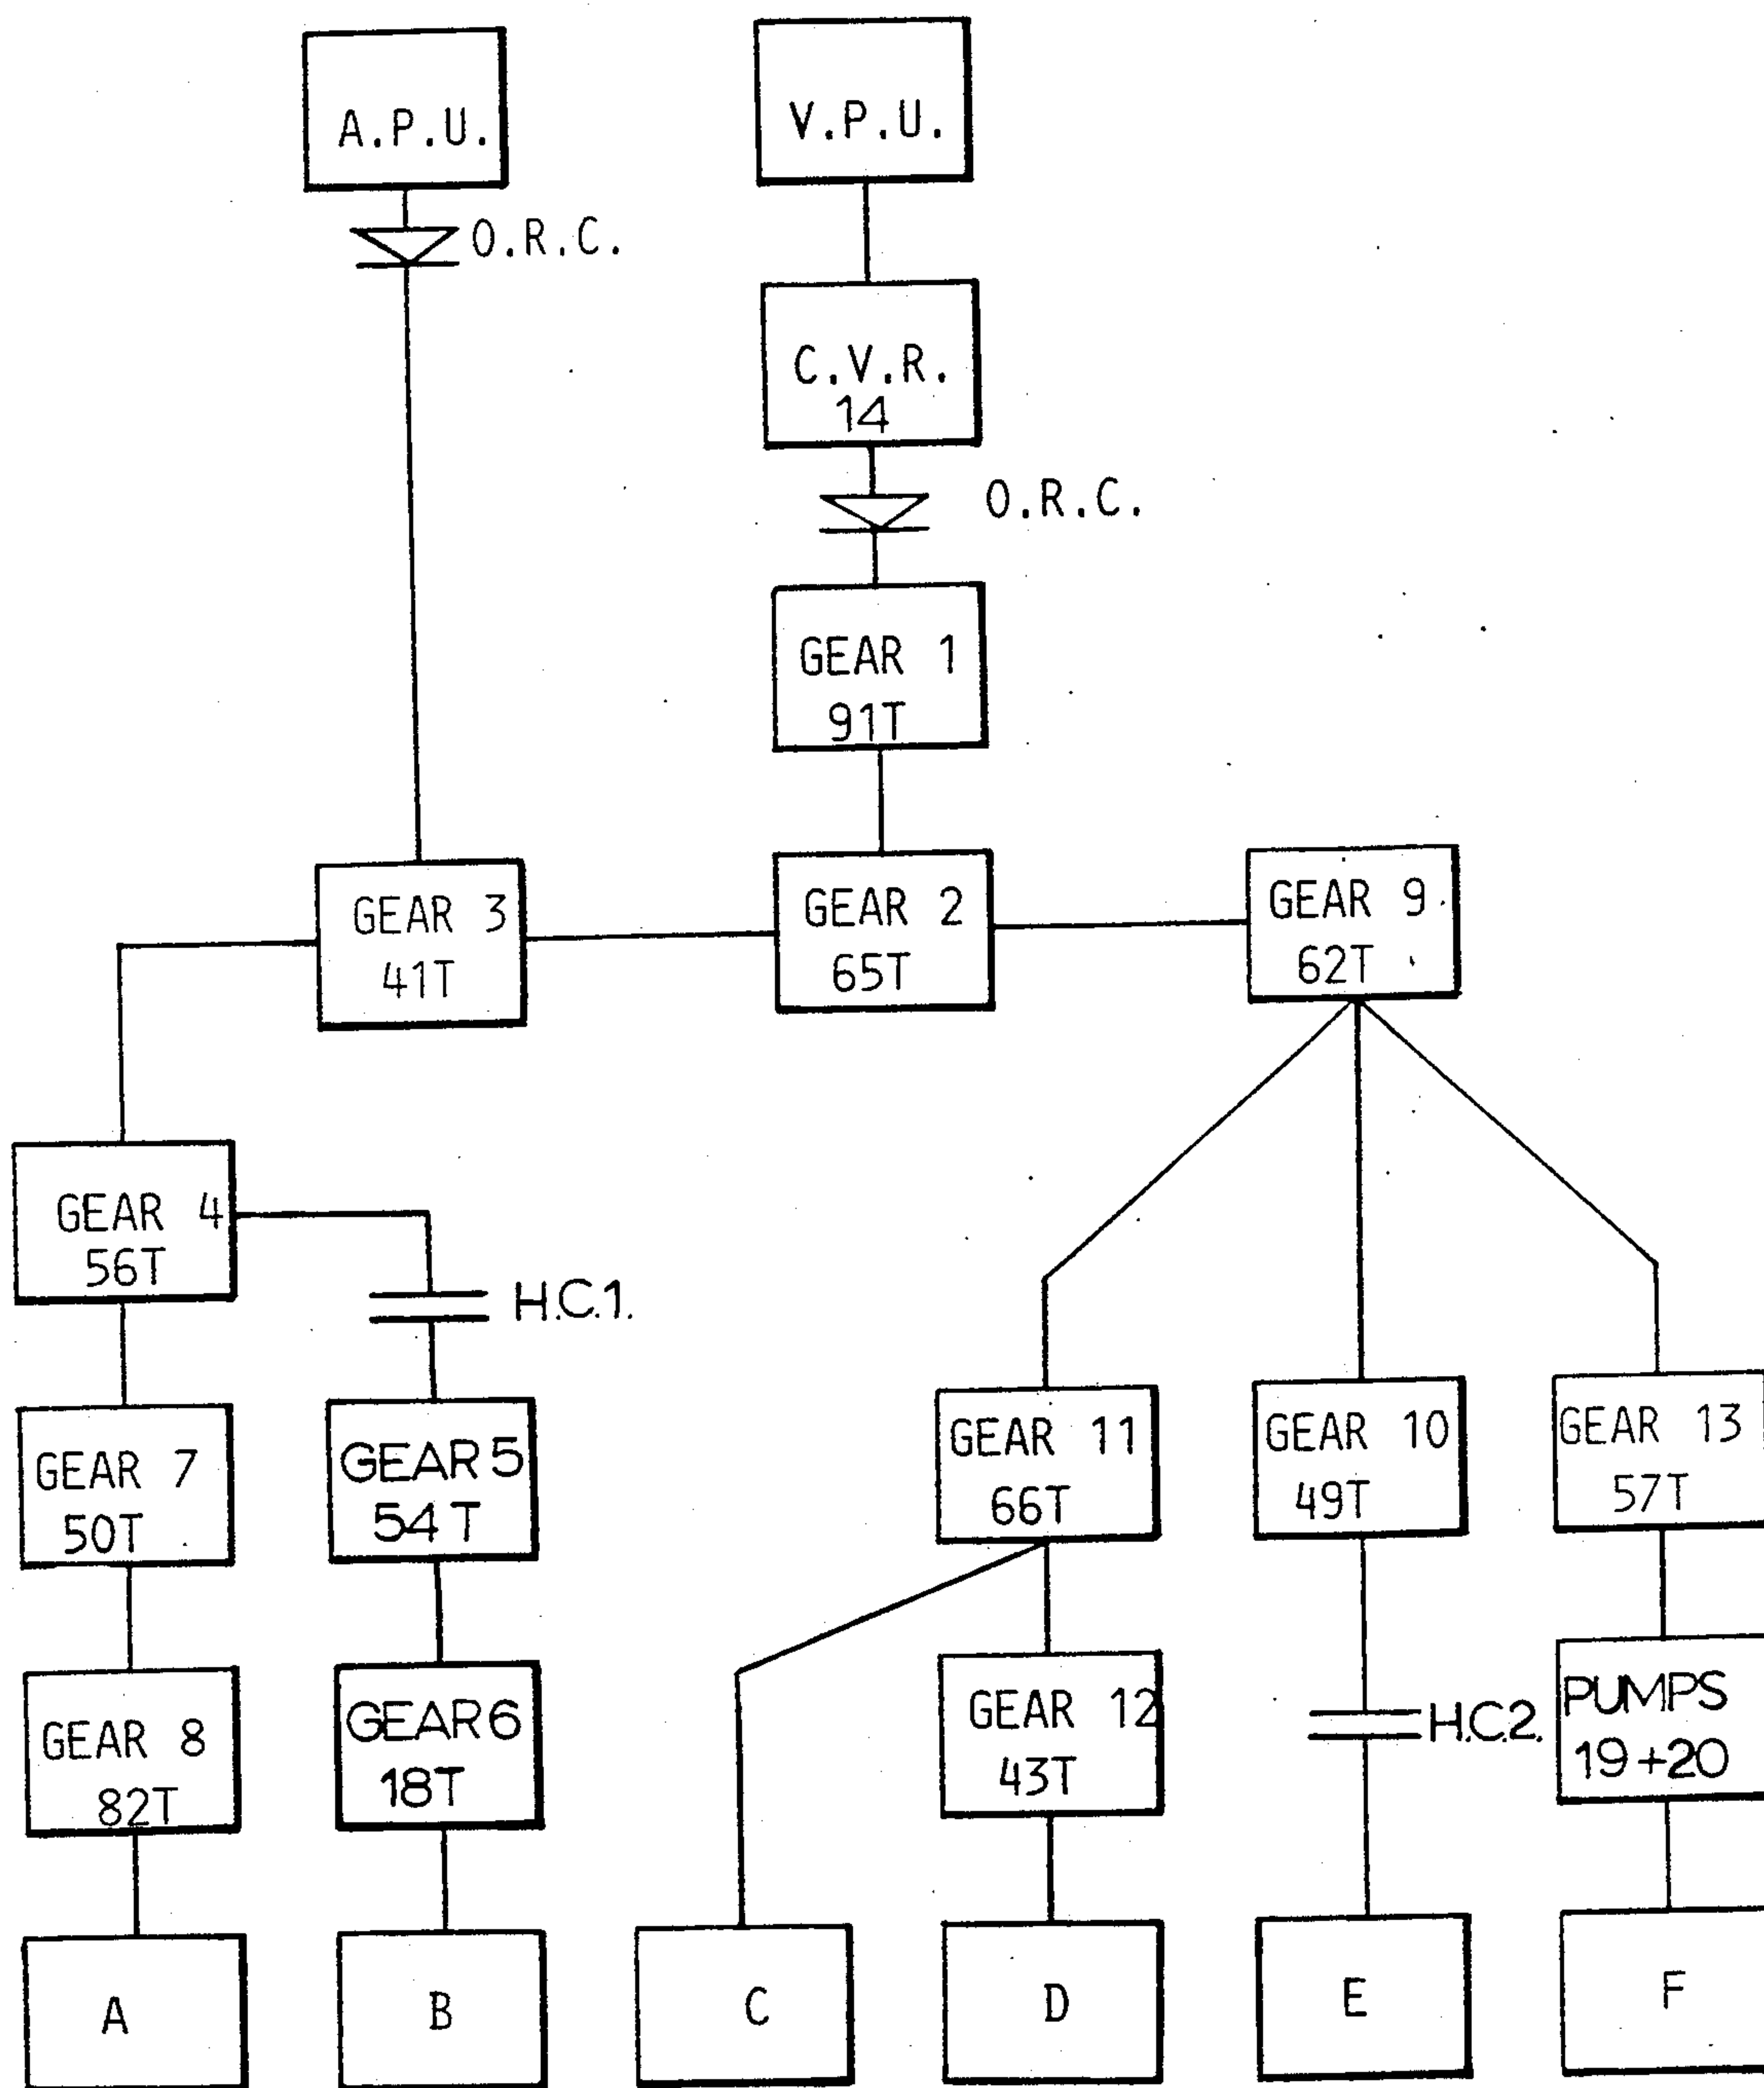 A.P.U.
V.P.U.
O.R.C.
C.V.R.
14
O.R.C.
GEAR 1
91T
GEAR 3
41T
GEAR 2
65T
GEAR 9
62T
GEAR 4
56T
H.C.1.
GEAR 7
50T
GEAR 5
54T
GEAR 11
66T
GEAR 10
49T
GEAR 13
57T
GEAR 8
82T
GEAR 6
18T
GEAR 12
43T
H.C.2.
PUMPS
19+20
A
B
C
D
E
F